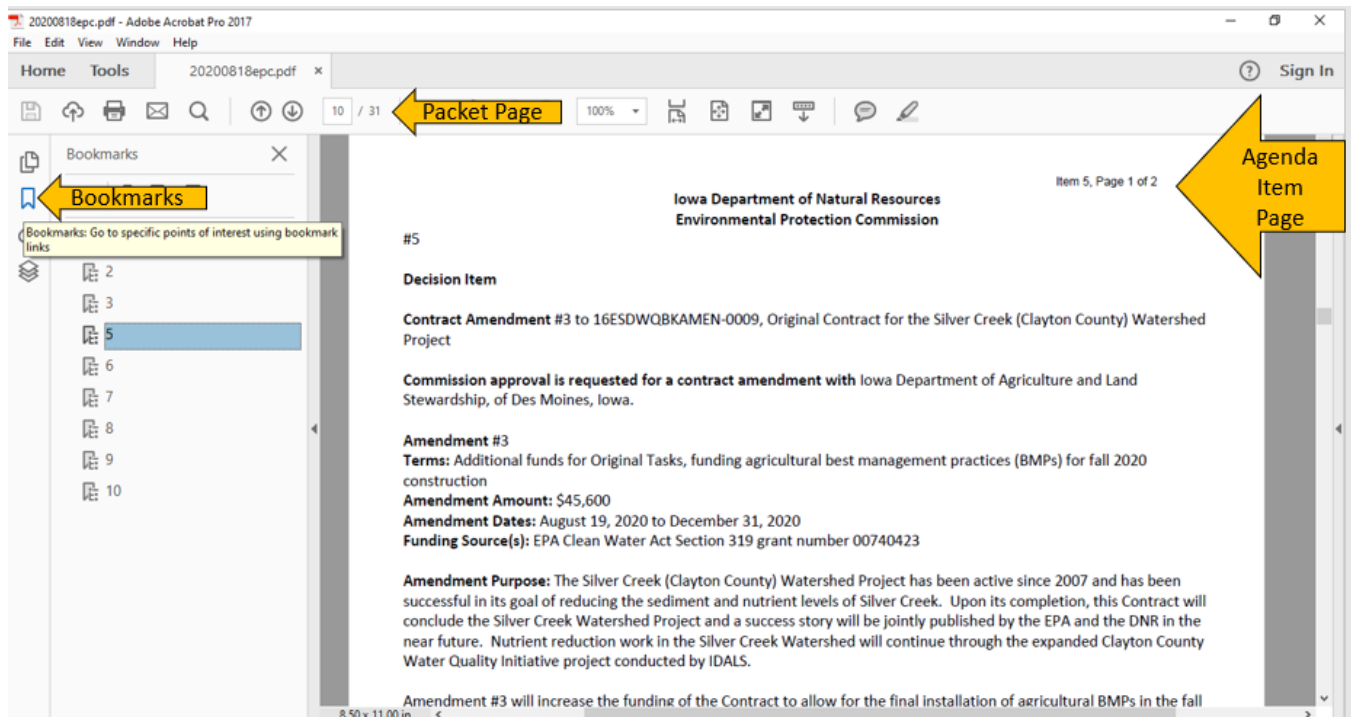 20200818epc.pdf - Adobe Acrobat Pro 2017
File Edit View Window Help
Home Tools 20200818epc.pdf × Sign In
10 / 31 Packet Page 100%
Bookmarks
Bookmarks
Bookmarks: Go to specific points of interest using bookmark
links
2
3
5
6
7
8
9
10
Agenda
Item
Page
Item 5, Page 1 of 2
Iowa Department of Natural Resources
Environmental Protection Commission
#5
Decision Item
Contract Amendment #3 to 16ESDWQBKAMEN-0009, Original Contract for the Silver Creek (Clayton County) Watershed
Project
Commission approval is requested for a contract amendment with Iowa Department of Agriculture and Land
Stewardship, of Des Moines, Iowa.
Amendment #3
Terms: Additional funds for Original Tasks, funding agricultural best management practices (BMPs) for fall 2020
construction
Amendment Amount: $45,600
Amendment Dates: August 19, 2020 to December 31, 2020
Funding Source(s): EPA Clean Water Act Section 319 grant number 00740423
Amendment Purpose: The Silver Creek (Clayton County) Watershed Project has been active since 2007 and has been
successful in its goal of reducing the sediment and nutrient levels of Silver Creek. Upon its completion, this Contract will
conclude the Silver Creek Watershed Project and a success story will be jointly published by the EPA and the DNR in the
near future. Nutrient reduction work in the Silver Creek Watershed will continue through the expanded Clayton County
Water Quality Initiative project conducted by IDALS.
Amendment #3 will increase the funding of the Contract to allow for the final installation of agricultural BMPs in the fall
8.50 x 11.00 in